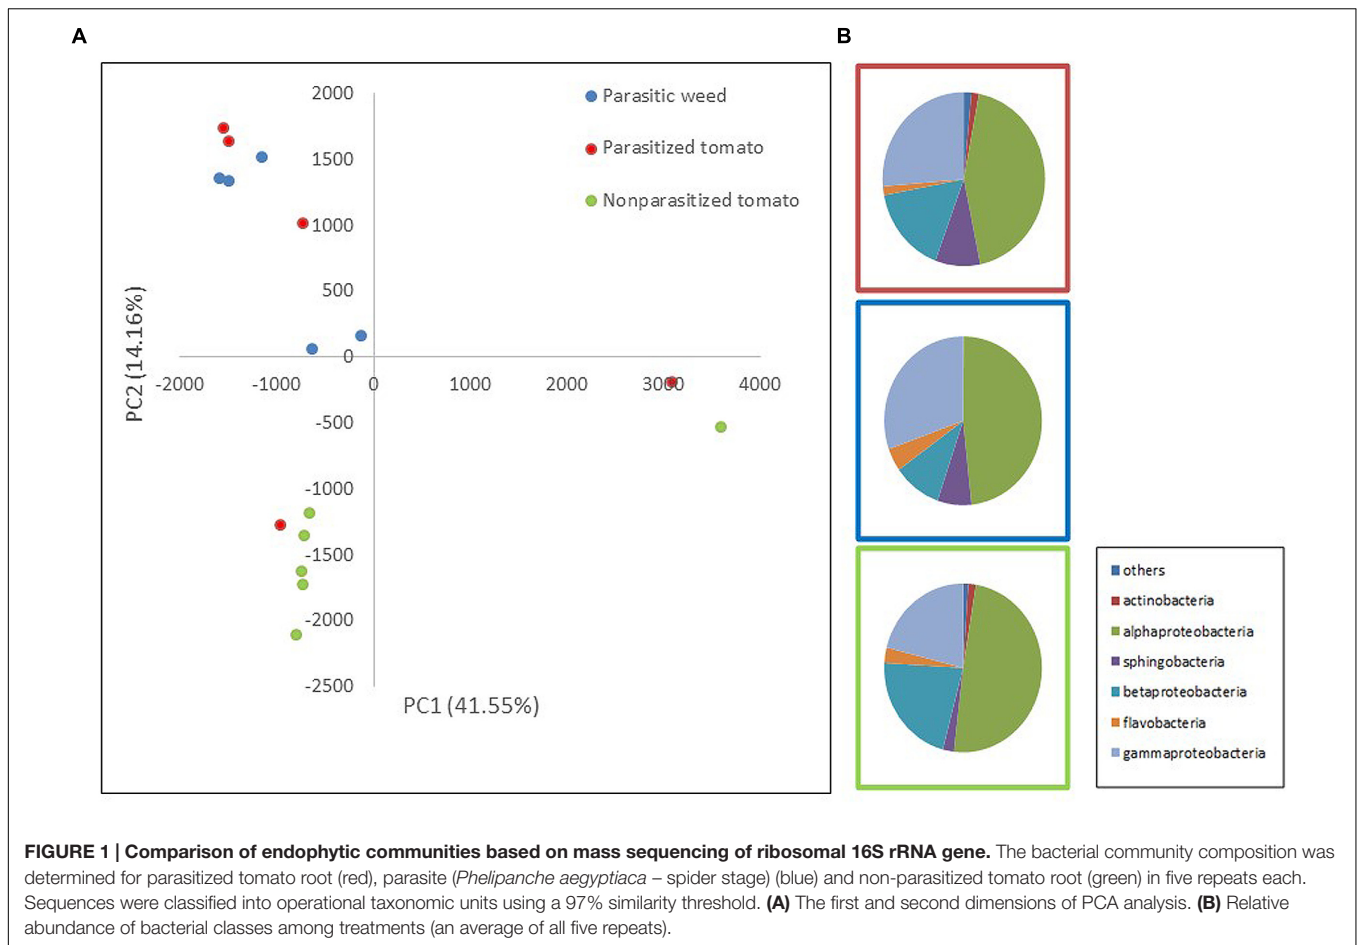 A
B
2000
1500
1000
500
0
-500
-1000
-1500
-2000
-2500
-2000 -1000 0 1000 2000 3000 4000
PC2 (14.16%)
PC1 (41.55%)
Parasitic weed
Parasitized tomato
Nonparasitized tomato
others
actinobacteria
alphaproteobacteria
sphingobacteria
betaproteobacteria
flavobacteria
gammaproteobacteria
FIGURE 1 | Comparison of endophytic communities based on mass sequencing of ribosomal 16S rRNA gene. The bacterial community composition was
determined for parasitized tomato root (red), parasite (Phelipanche aegyptiaca – spider stage) (blue) and non-parasitized tomato root (green) in five repeats each.
Sequences were classified into operational taxonomic units using a 97% similarity threshold. (A) The first and second dimensions of PCA analysis. (B) Relative
abundance of bacterial classes among treatments (an average of all five repeats).